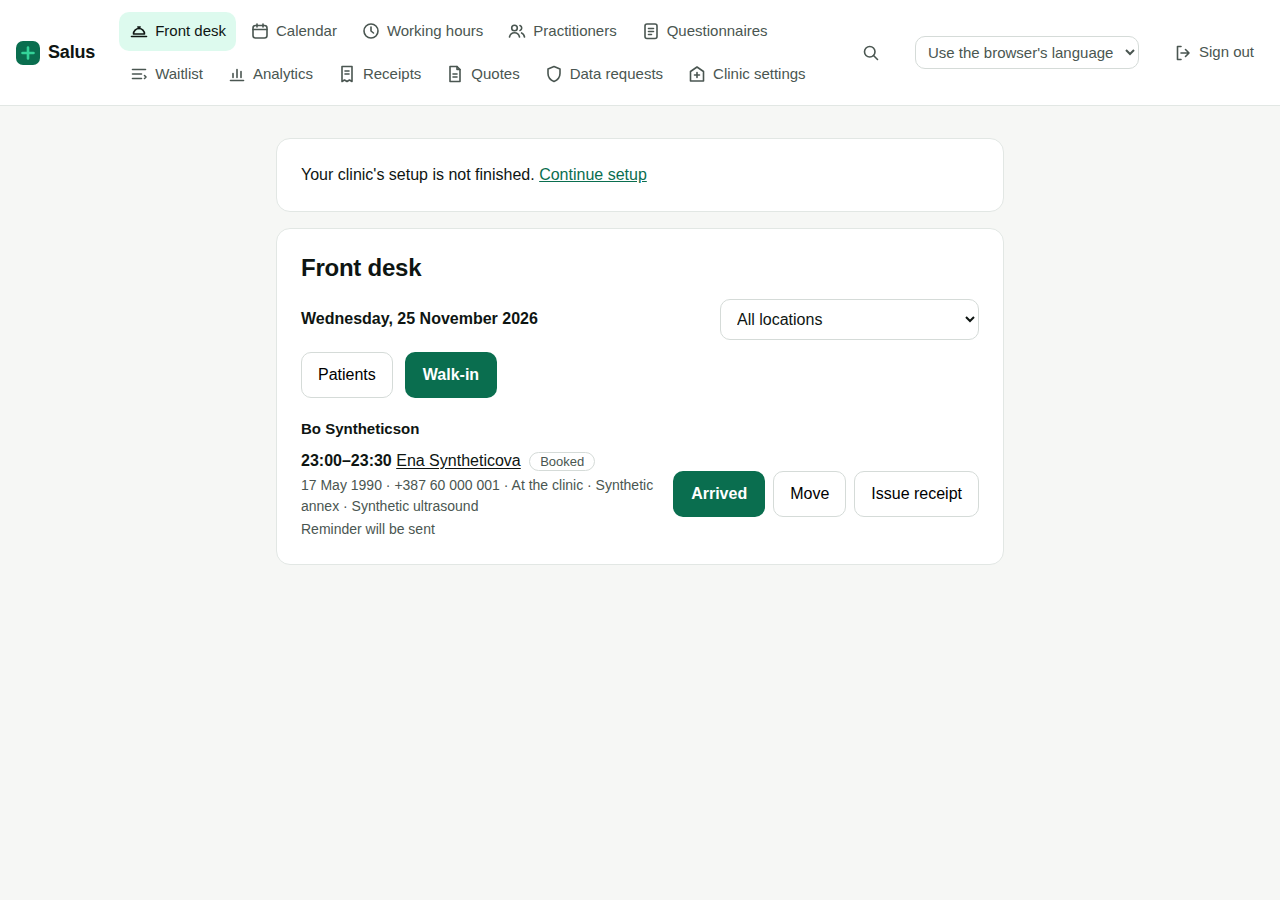 Salus
Front desk
Calendar
Working hours
Practitioners
Questionnaires
Waitlist
Analytics
Receipts
Quotes
Data requests
Clinic settings
Use the browser's language
Sign out
Your clinic's setup is not finished. Continue setup
Front desk
Wednesday, 25 November 2026
All locations
Patients
Walk-in
Bo Syntheticson
23:00–23:30 Ena Syntheticova Booked
17 May 1990 · +387 60 000 001 · At the clinic · Synthetic
annex · Synthetic ultrasound
Reminder will be sent
Arrived
Move
Issue receipt